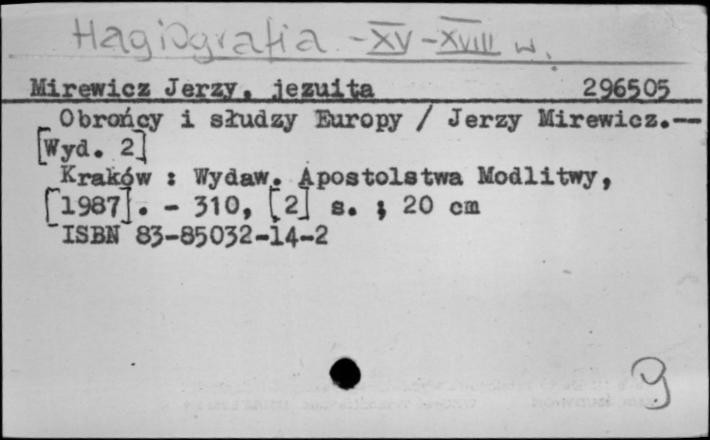 Hagiografia - XV - XVIII w.
Mirewicz Jerzy, jezuita 296505
Obrońcy i słudzy Europy / Jerzy Mirewicz.--
[Wyd. 2]
Kraków : Wydaw. Apostolstwa Modlitwy,
[1987]. - 310, [2] s. ; 20 cm
ISBN 83-85032-14-2